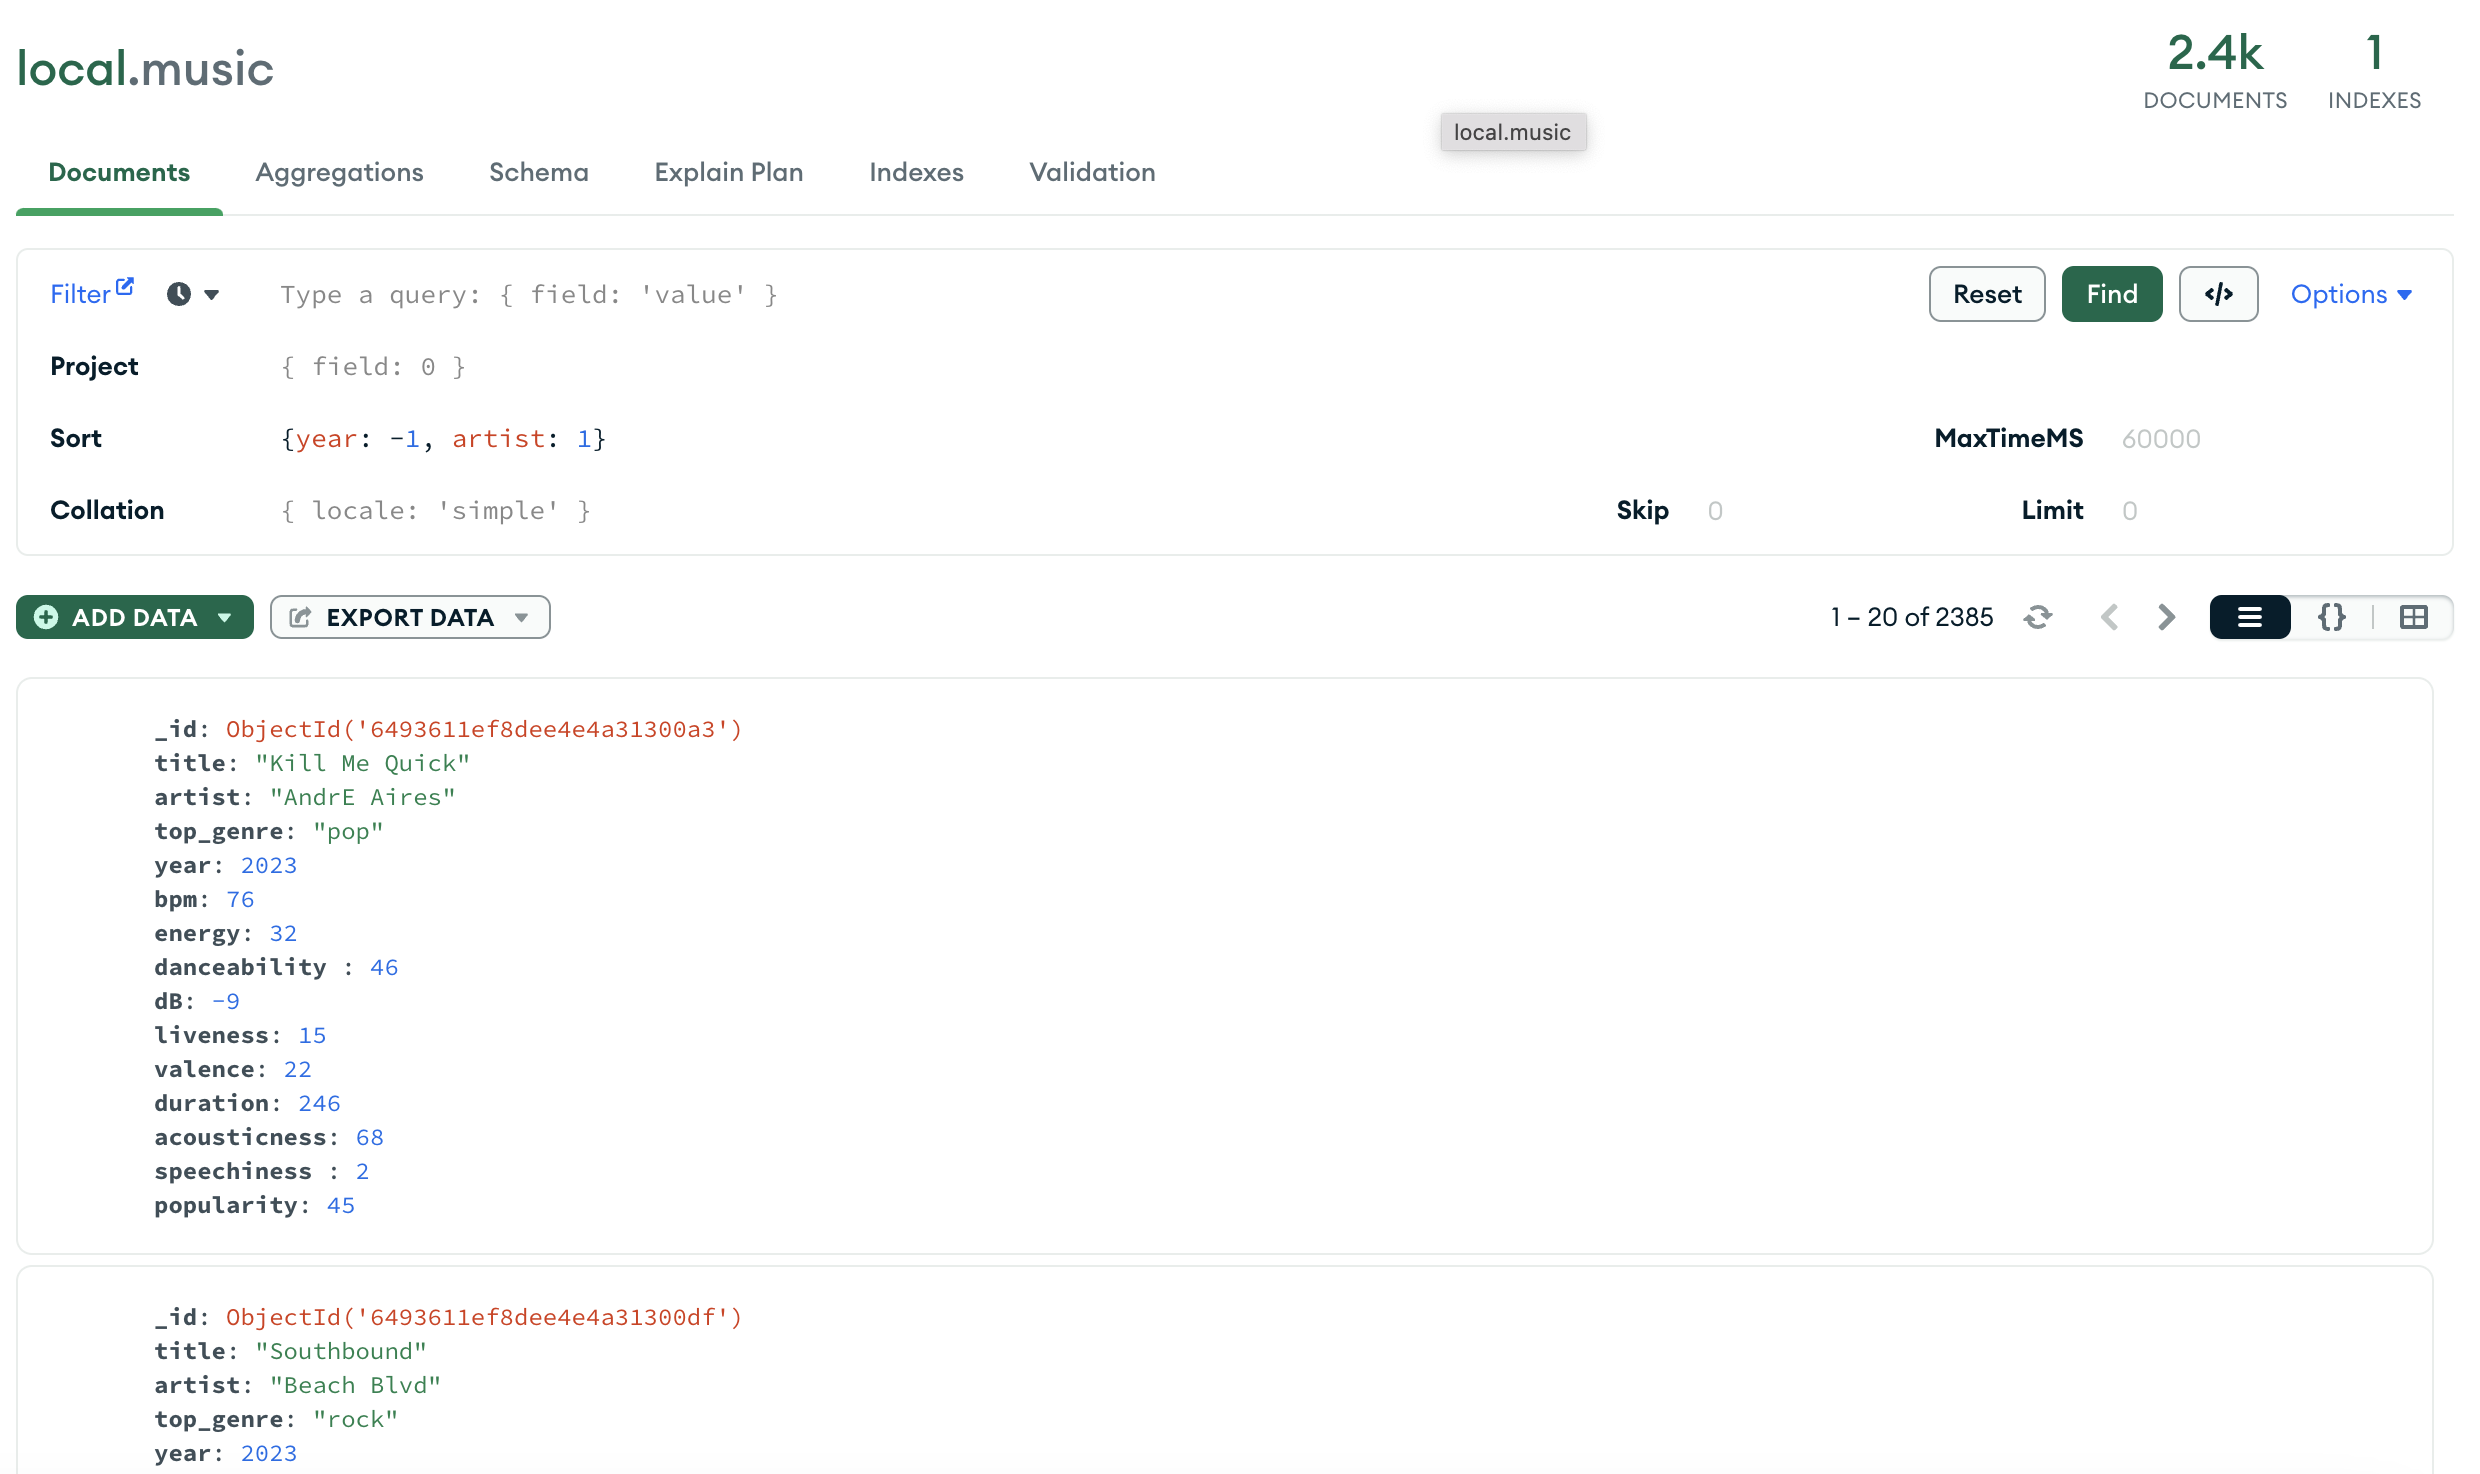 local.music
2.4k
DOCUMENTS
1
INDEXES
local.music
Documents Aggregations Schema Explain Plan Indexes Validation
Filter Type a query: { field: 'value' } Reset Find </> Options
Project { field: 0 }
Sort {year: -1, artist: 1} MaxTimeMS 60000
Collation { locale: 'simple' } Skip 0 Limit 0
ADD DATA EXPORT DATA 1 – 20 of 2385 {}
_id: ObjectId('6493611ef8dee4e4a31300a3')
title: "Kill Me Quick"
artist: "AndrE Aires"
top_genre: "pop"
year: 2023
bpm: 76
energy: 32
danceability : 46
dB: -9
liveness: 15
valence: 22
duration: 246
acousticness: 68
speechiness : 2
popularity: 45
_id: ObjectId('6493611ef8dee4e4a31300df')
title: "Southbound"
artist: "Beach Blvd"
top_genre: "rock"
year: 2023